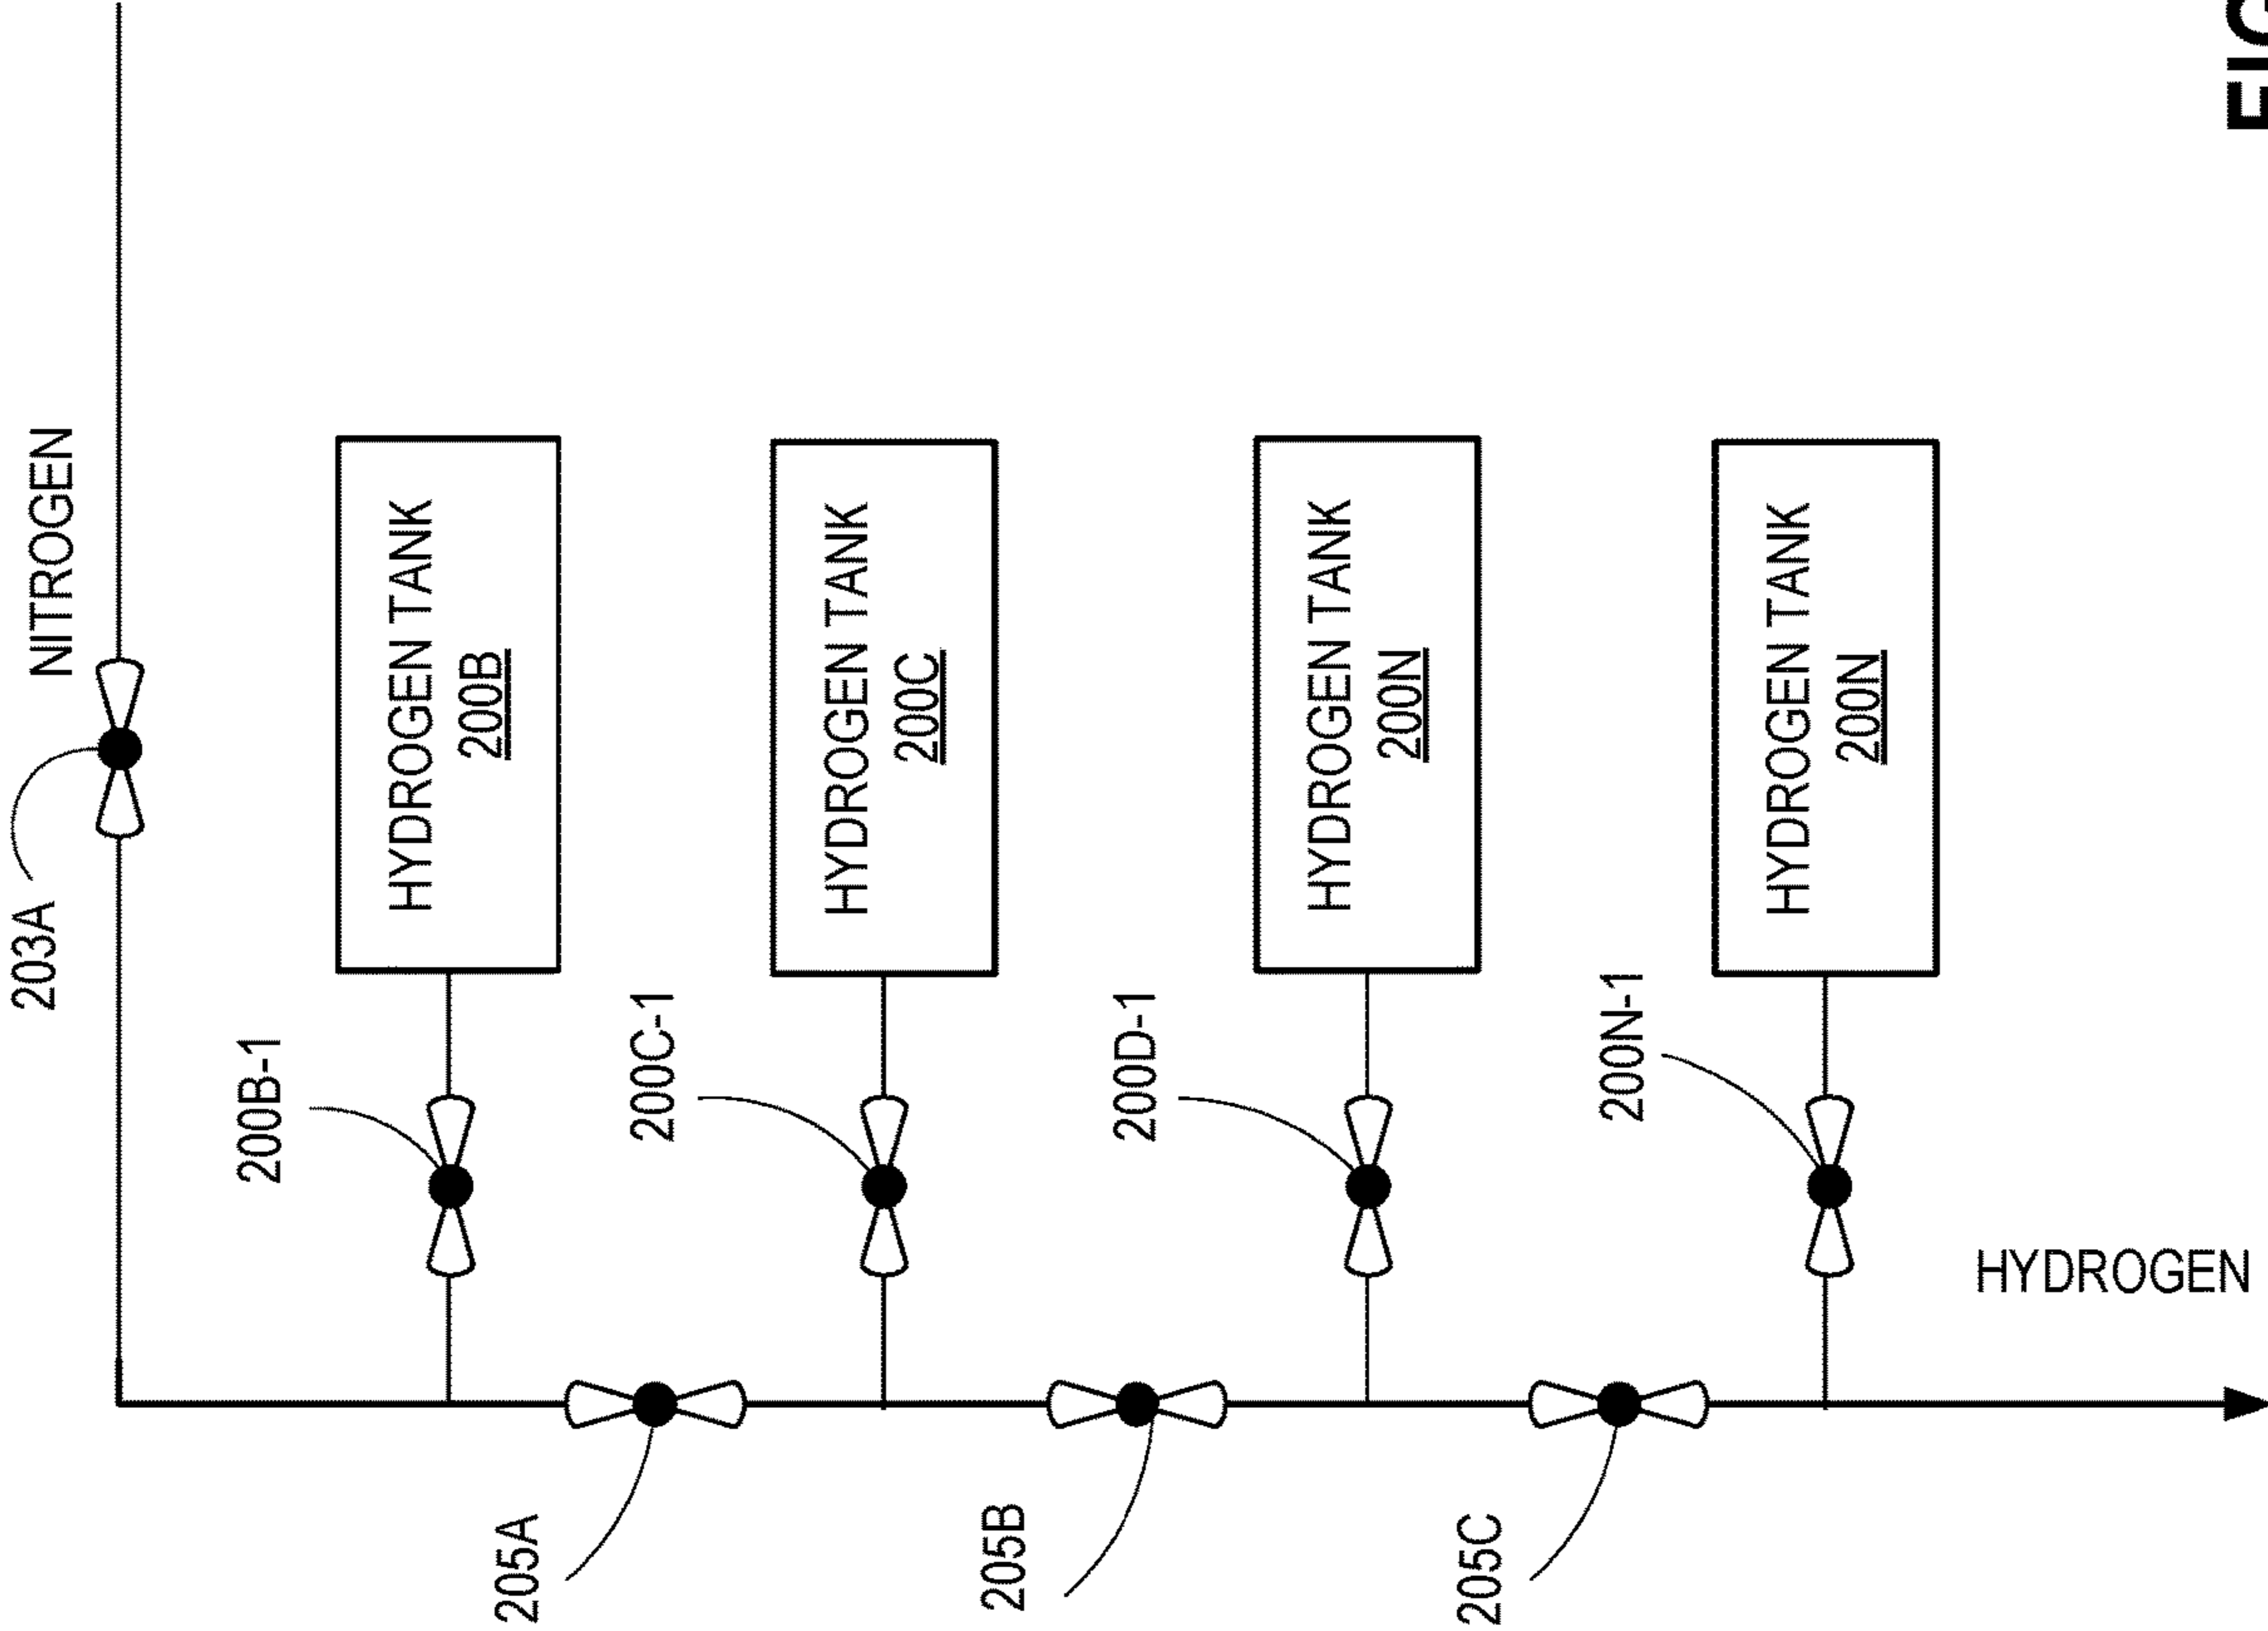 203A
NITROGEN
200B-1
HYDROGEN TANK
200B
205A
200C-1
HYDROGEN TANK
200C
205B
200D-1
HYDROGEN TANK
200N
205C
200N-1
HYDROGEN TANK
200N
HYDROGEN
FIG